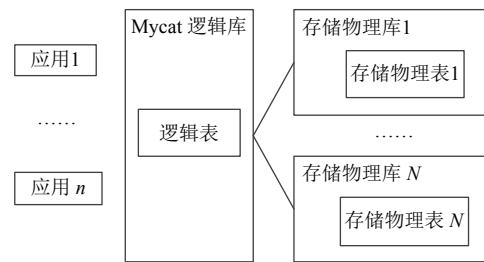 应用1
……
应用 n
Mycat 逻辑库
逻辑表
存储物理库1
存储物理表1
……
存储物理库 N
存储物理表 N